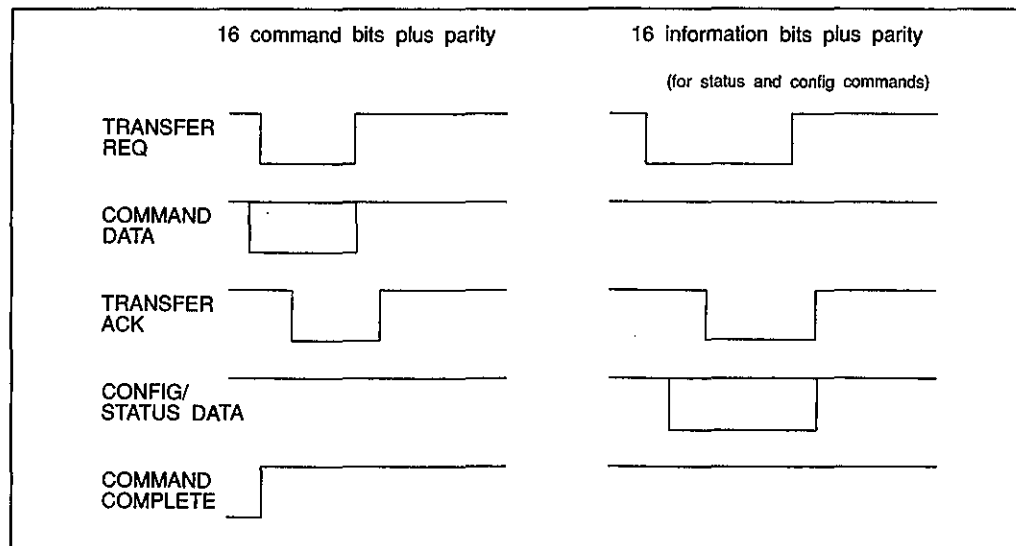 16 command bits plus parity
16 information bits plus parity
(for status and config commands)
TRANSFER
REQ
COMMAND
DATA
TRANSFER
ACK
CONFIG/
STATUS DATA
COMMAND
COMPLETE